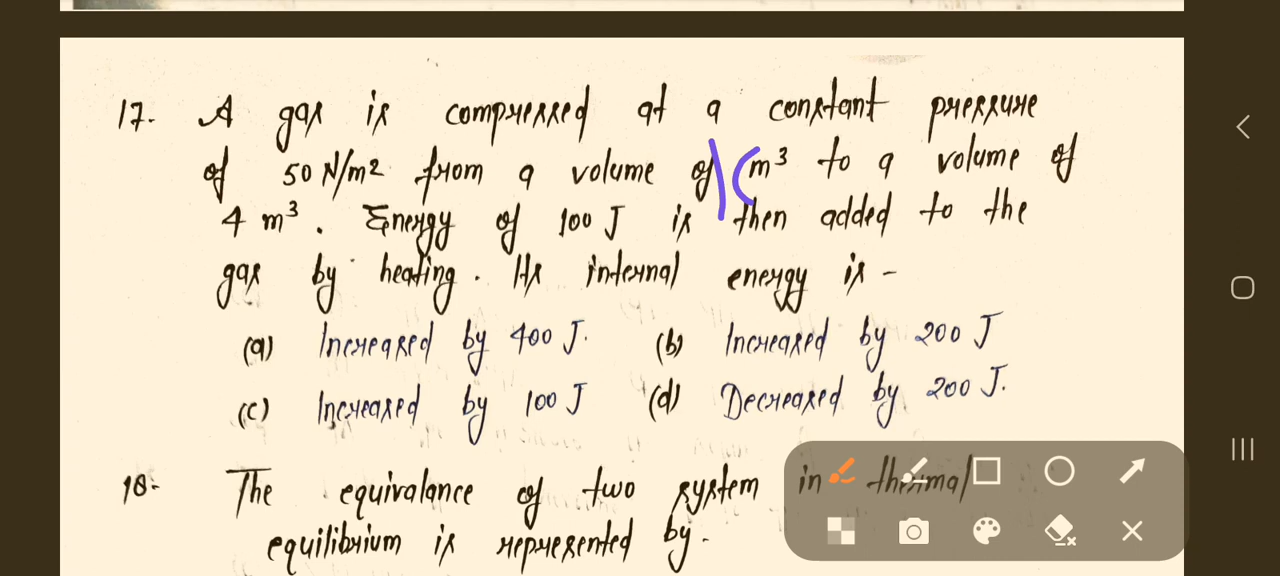 17. A gas is compressed at a constant pressure
of 50 N/m2 from a volume of m³ to a volume of
4 m³. Energy of 100 J is then added to the
gas by heating. Its internal energy is -
(a) Increased by 400 J. (b) Increased by 200 J
(c) Increased by 100 J (d) Decreased by 200 J.
18. The equivalance of two system in thermal
equilibrium is represented by.